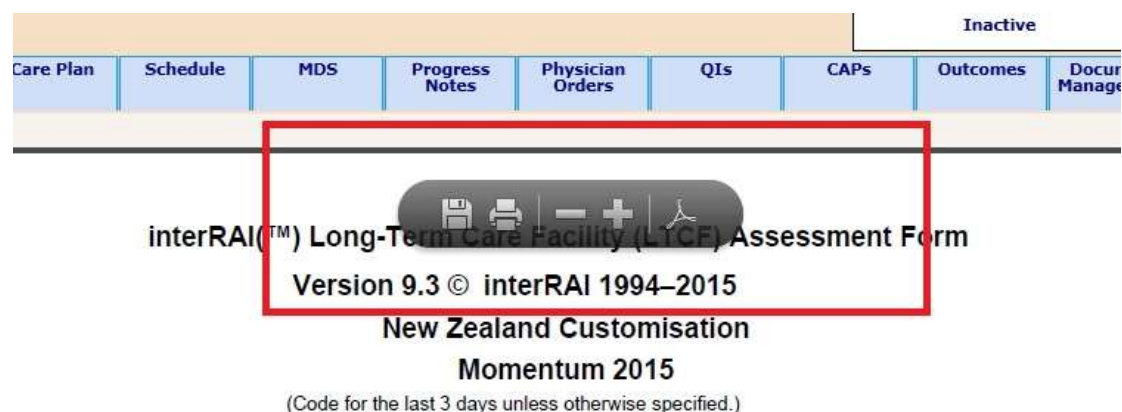 Inactive
Care Plan Schedule MDS Progress Notes Physician Orders QIs CAPs Outcomes Docur Manage
interRAI(™) Long-Term Care Facility (LTCF) Assessment Form
Version 9.3 © interRAI 1994–2015
New Zealand Customisation
Momentum 2015
(Code for the last 3 days unless otherwise specified.)